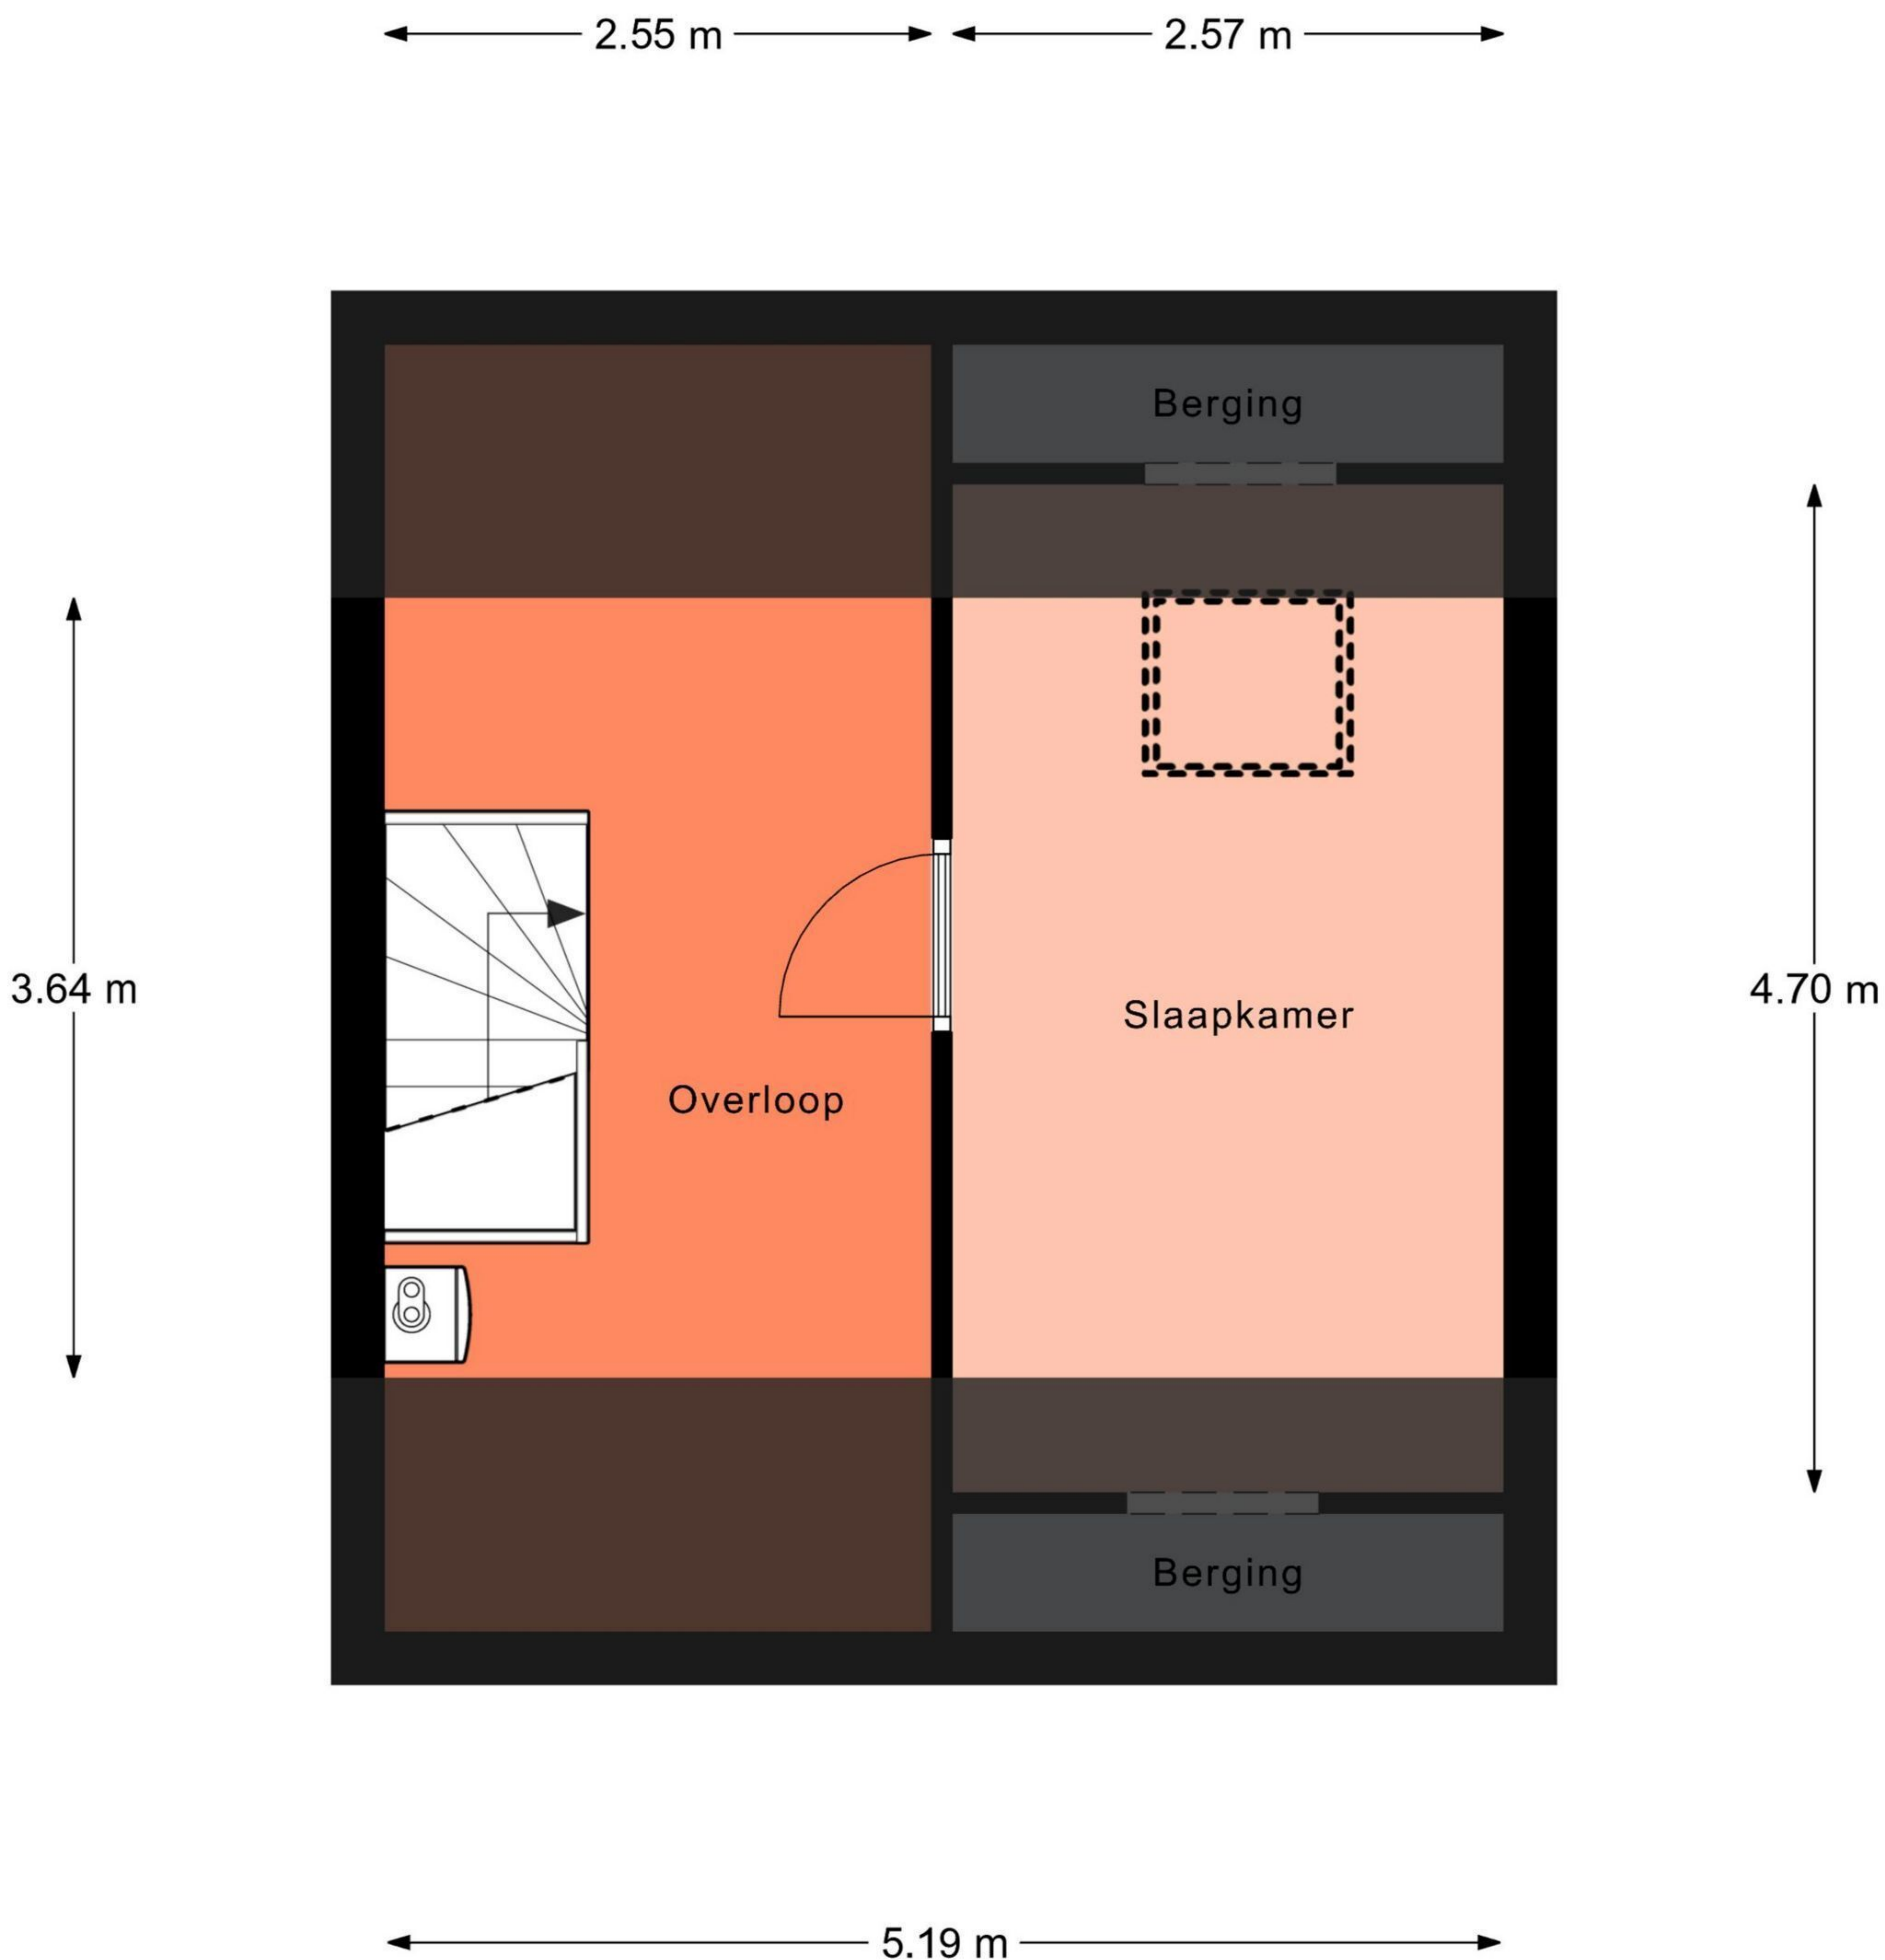 2.55 m
2.57 m
Berging
3.64 m
4.70 m
Slaapkamer
Overloop
Berging
5.19 m